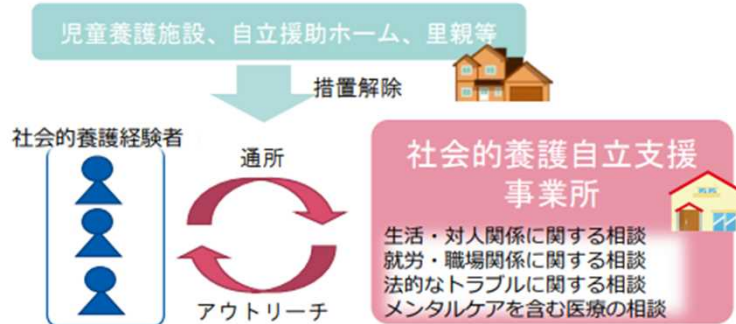 児童養護施設、自立援助ホーム、里親等
措置解除
社会的養護経験者
通所
アウトリーチ
社会的養護自立支援
事業所
生活・対人関係に関する相談
就労・職場関係に関する相談
法的なトラブルに関する相談
メンタルケアを含む医療の相談